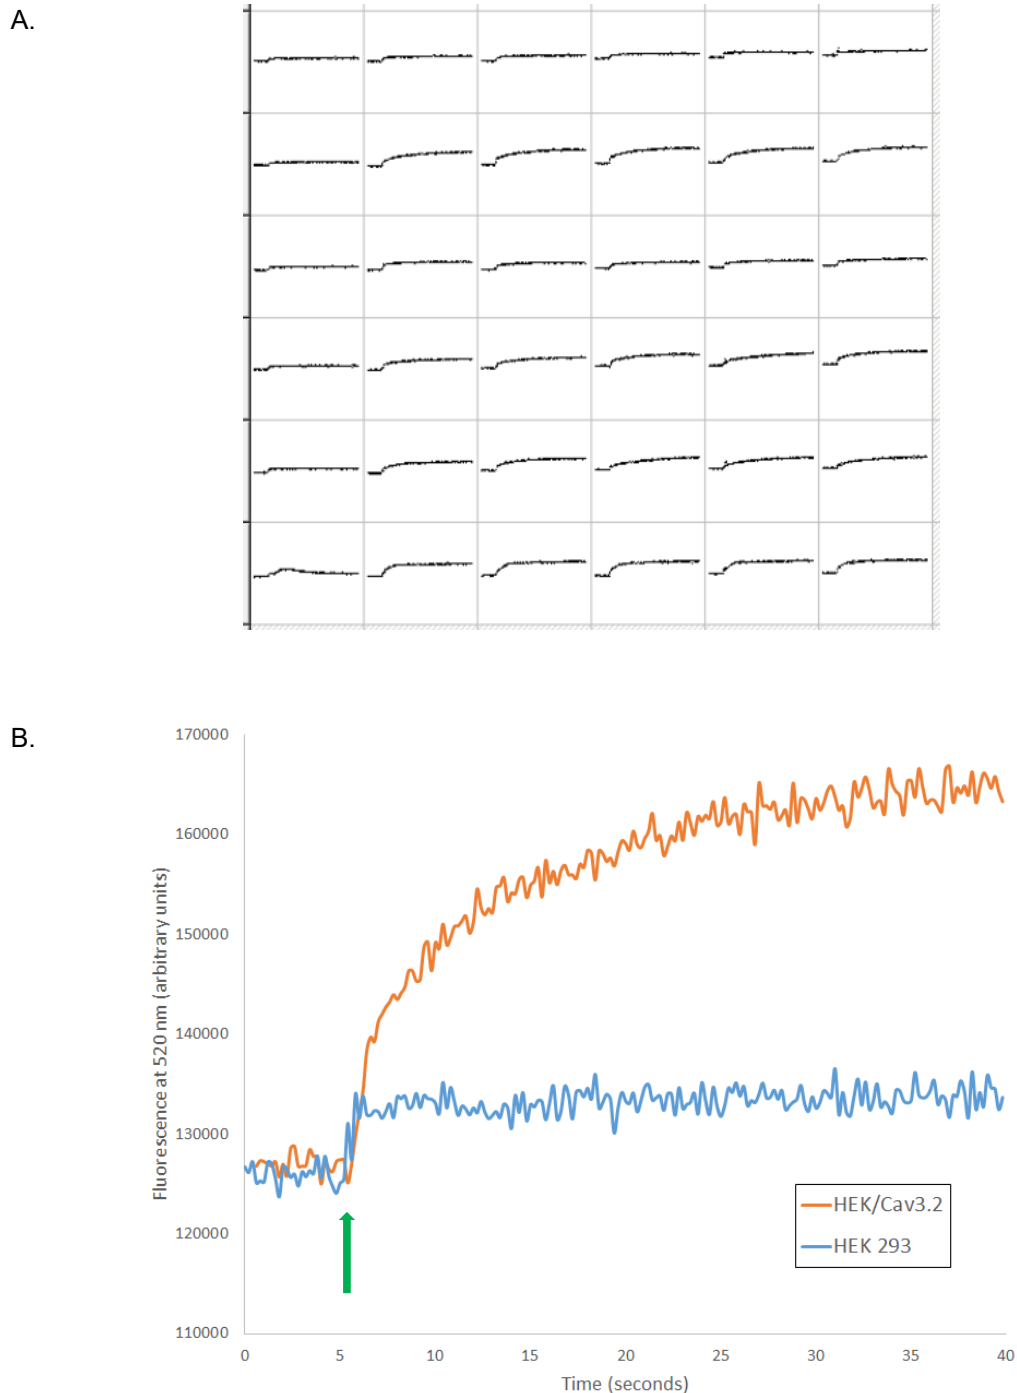 A.
B.
170000
160000
150000
140000
130000
120000
110000
Fluorescence at 520 nm (arbitrary units)
HEK/Cav3.2
HEK 293
0 5 10 15 20 25 30 35 40
Time (seconds)